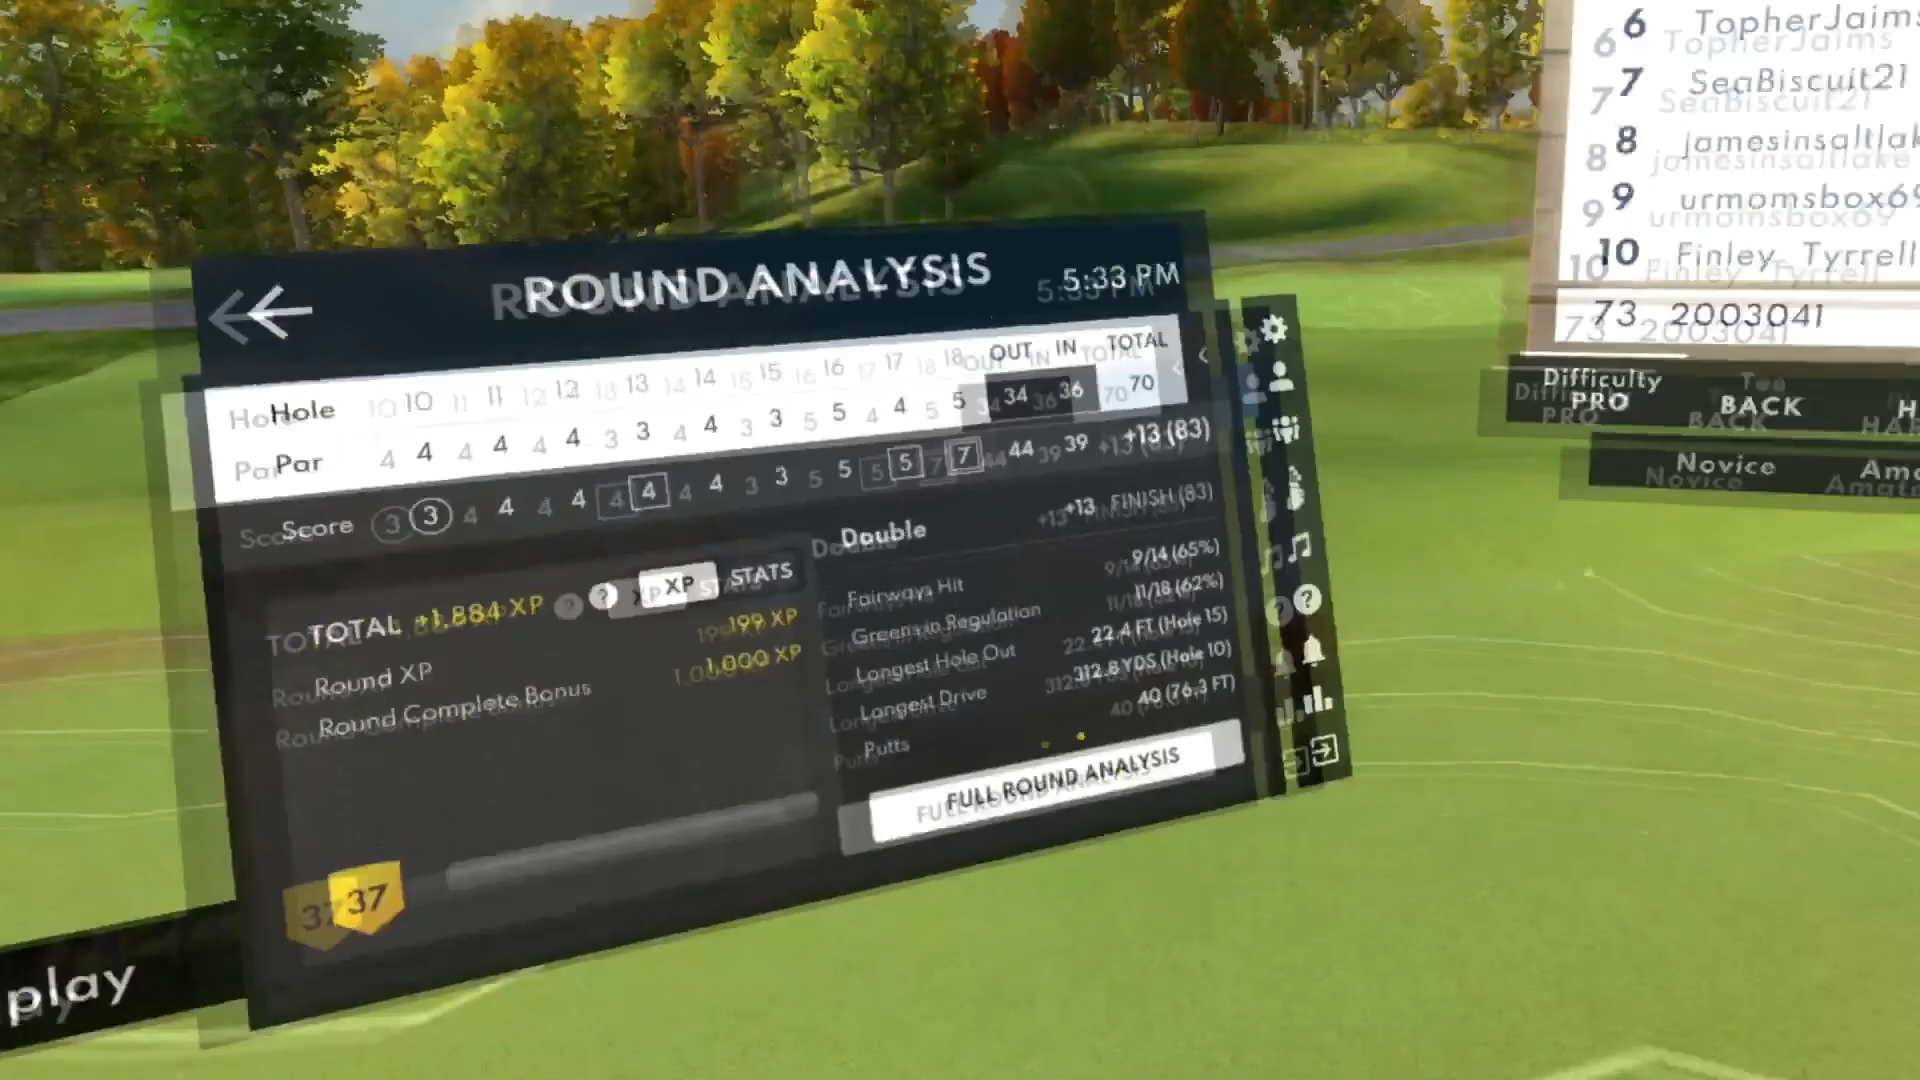 ROUND ANALYSIS 5:33 PM
Hole 10 11 12 13 14 15 16 17 18 OUT IN TOTAL
Par 4 4 4 3 4 3 5 4 5 34 36 70
Score 3 4 4 4 4 3 5 5 7 44 39 +13 (83)
TOTAL +1,884 XP ? XP STATS
Round XP 199 XP
Round Complete Bonus 1,000 XP
37
Double +13 FINISH (83)
Fairways Hit 9/14 (65%)
Greens in Regulation 11/18 (62%)
Longest Hole Out 22.4 FT (Hole 15)
Longest Drive 312.8 YDS (Hole 10)
Putts 40 (76.3 FT)
FULL ROUND ANALYSIS
play
6 TopherJaims
7 SeaBiscuit21
8 jamesinsaltlake
9 urmomsbox69
10 Finley_Tyrrell
73 2003041
Difficulty
PRO
Tee
BACK
Novice